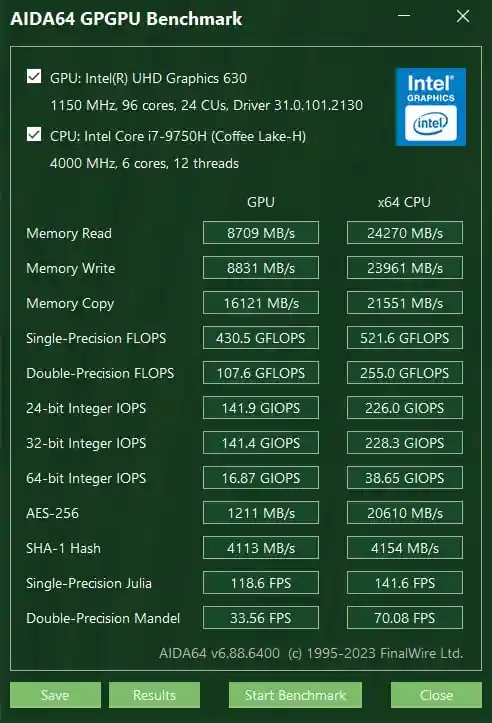 AIDA64 GPGPU Benchmark
GPU: Intel(R) UHD Graphics 630
1150 MHz, 96 cores, 24 CUs, Driver 31.0.101.2130
CPU: Intel Core i7-9750H (Coffee Lake-H)
4000 MHz, 6 cores, 12 threads
Intel®
GRAPHICS
intel
GPU x64 CPU
Memory Read 8709 MB/s 24270 MB/s
Memory Write 8831 MB/s 23961 MB/s
Memory Copy 16121 MB/s 21551 MB/s
Single-Precision FLOPS 430.5 GFLOPS 521.6 GFLOPS
Double-Precision FLOPS 107.6 GFLOPS 255.0 GFLOPS
24-bit Integer IOPS 141.9 GIOPS 226.0 GIOPS
32-bit Integer IOPS 141.4 GIOPS 228.3 GIOPS
64-bit Integer IOPS 16.87 GIOPS 38.65 GIOPS
AES-256 1211 MB/s 20610 MB/s
SHA-1 Hash 4113 MB/s 4154 MB/s
Single-Precision Julia 118.6 FPS 141.6 FPS
Double-Precision Mandel 33.56 FPS 70.08 FPS
AIDA64 v6.88.6400 (c) 1995-2023 FinalWire Ltd.
Save Results Start Benchmark Close